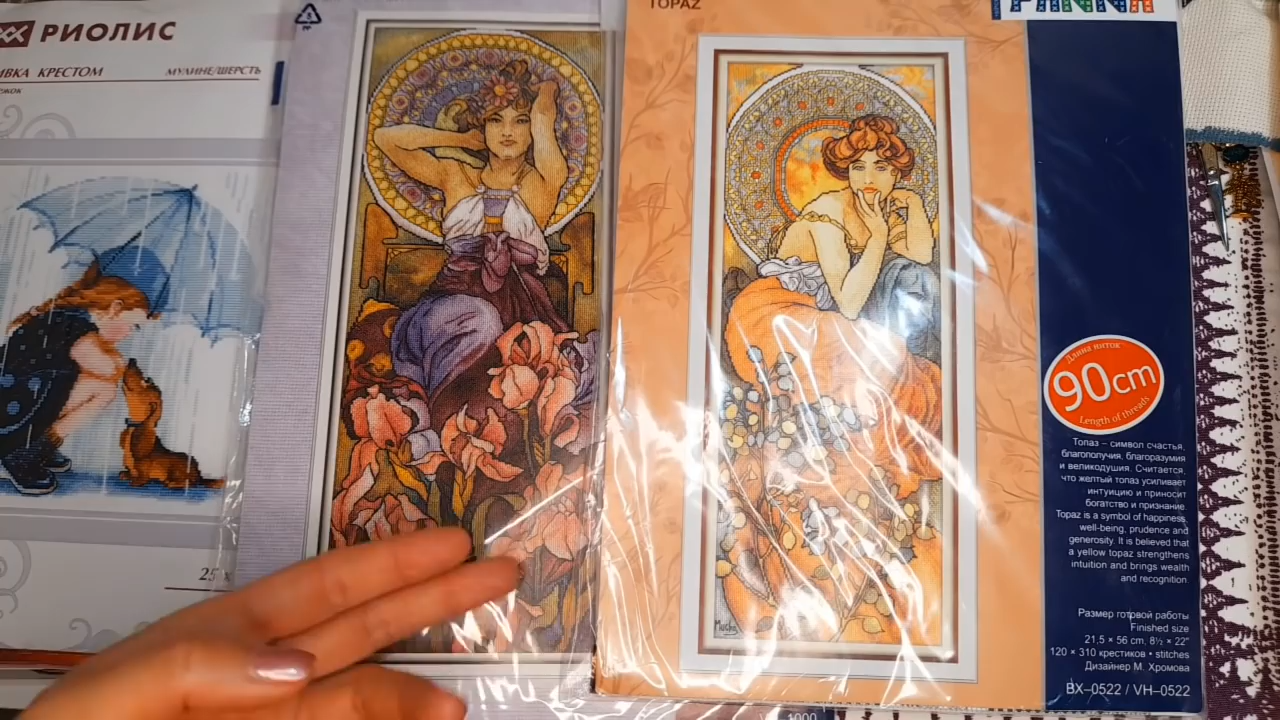 РИОЛИС
КРЕСТОМ
МУЛИНЕ/ШЕРСТЬ
TOPAZ
PANNA
Длина ниток
90cm
Length of threads
Топаз – символ счастья,
благополучия, благоразумия
и великодушия. Считается,
что желтый топаз усиливает
интуицию и приносит
богатство и признание.
Topaz is a symbol of happiness,
well-being, prudence and
generosity. It is believed that
a yellow topaz strengthens
intuition and brings wealth
and recognition.
Размер готовой работы
Finished size
21,5 × 56 cm, 8½ × 22"
120 × 310 крестиков • stitches
Дизайнер М. Хромова
BX–0522 / VH–0522